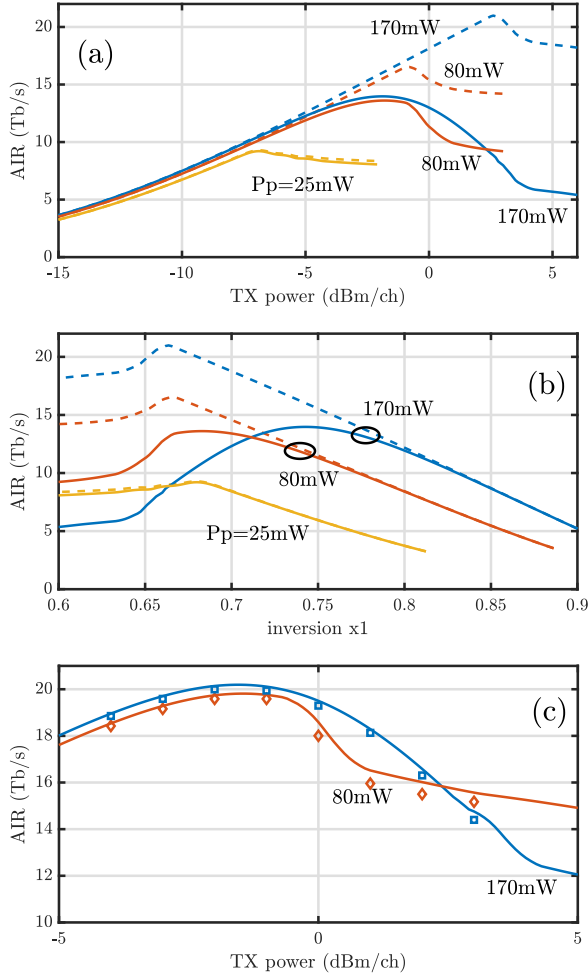 20
15
10
5
0
AIR (Tb/s)
(a)
170mW
80mW
80mW
Pp=25mW
170mW
-15
-10
-5
0
5
TX power (dBm/ch)
20
15
10
5
0
AIR (Tb/s)
(b)
170mW
80mW
Pp=25mW
0.6
0.65
0.7
0.75
0.8
0.85
0.9
inversion x1
20
18
16
14
12
10
AIR (Tb/s)
(c)
80mW
170mW
-5
0
5
TX power (dBm/ch)